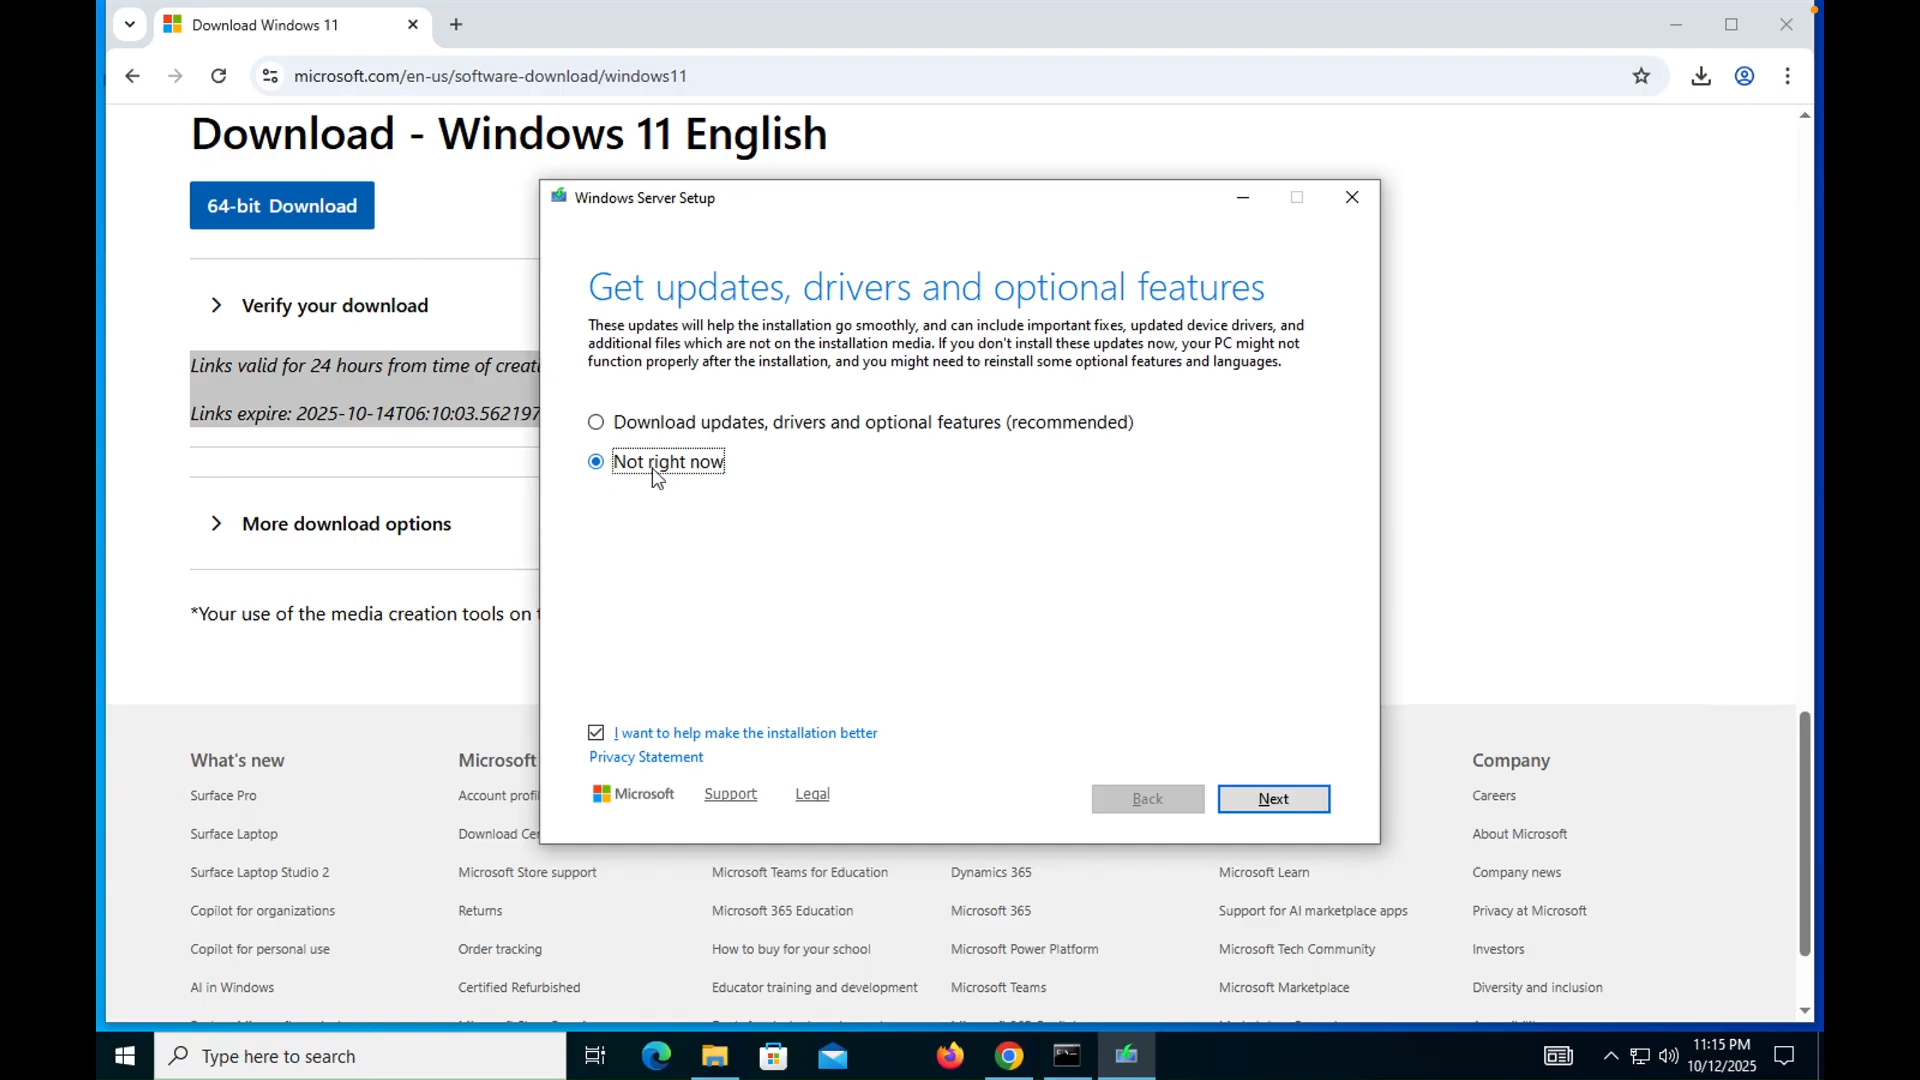 Download Windows 11
microsoft.com/en-us/software-download/windows11
Download - Windows 11 English
64-bit Download
Verify your download
Links valid for 24 hours from time of creati
Links expire: 2025-10-14T06:10:03.562197
More download options
*Your use of the media creation tools on t
Windows Server Setup
Get updates, drivers and optional features
These updates will help the installation go smoothly, and can include important fixes, updated device drivers, and
additional files which are not on the installation media. If you don't install these updates now, your PC might not
function properly after the installation, and you might need to reinstall some optional features and languages.
Download updates, drivers and optional features (recommended)
Not right now
I want to help make the installation better
Privacy Statement
Microsoft
Support
Legal
Back
Next
What's new
Surface Pro
Surface Laptop
Surface Laptop Studio 2
Copilot for organizations
Copilot for personal use
AI in Windows
Microsoft
Account profil
Download Cen
Microsoft Store support
Returns
Order tracking
Certified Refurbished
Microsoft Teams for Education
Microsoft 365 Education
How to buy for your school
Educator training and development
Dynamics 365
Microsoft 365
Microsoft Power Platform
Microsoft Teams
Microsoft Learn
Support for AI marketplace apps
Microsoft Tech Community
Microsoft Marketplace
Company
Careers
About Microsoft
Company news
Privacy at Microsoft
Investors
Diversity and inclusion
Type here to search
11:15 PM
10/12/2025